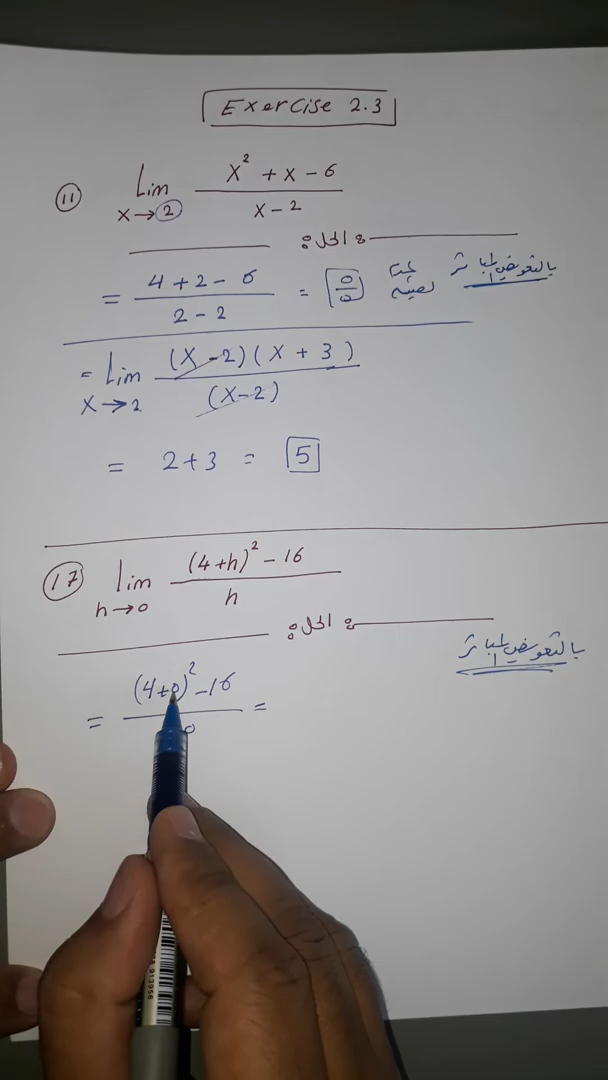 Exercise 2.3
11 Lim x→2 x² + x - 6 / x - 2
الحل:
بالتعويض المباشر
= 4 + 2 - 6 / 2 - 2 = 0/0
= Lim x→2 (x - 2)(x + 3) / (x - 2)
= 2 + 3 = 5
17 lim h→0 (4+h)² - 16 / h
الحل:
بالتعويض المباشر
= (4+0)² - 16 / 0 =